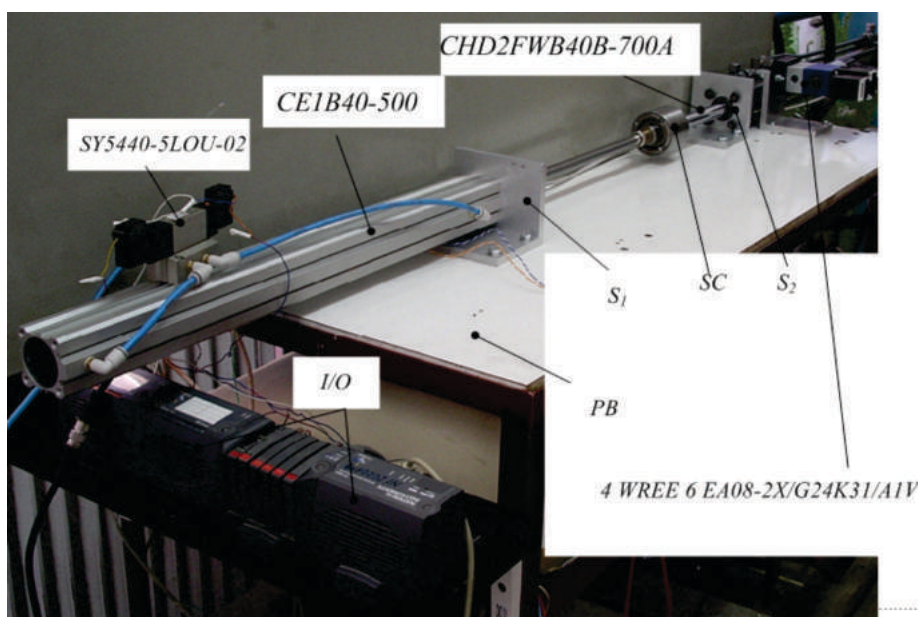 CHD2FWB40B-700A
CE1B40-500
SY5440-5LOU-02
S1 SC S2
I/O
PB
4 WREE 6 EA08-2X/G24K31/A1V